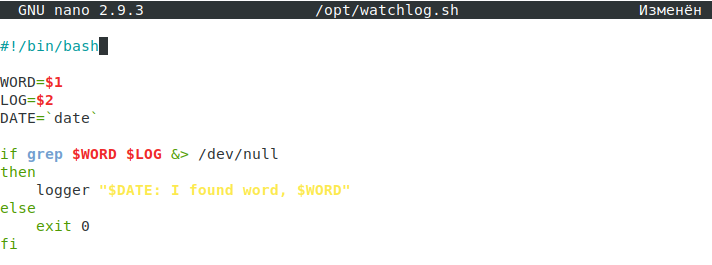 GNU nano 2.9.3 /opt/watchlog.sh Изменён
#!/bin/bash
WORD=$1
LOG=$2
DATE=`date`
if grep $WORD $LOG &> /dev/null
then
    logger "$DATE: I found word, $WORD"
else
    exit 0
fi